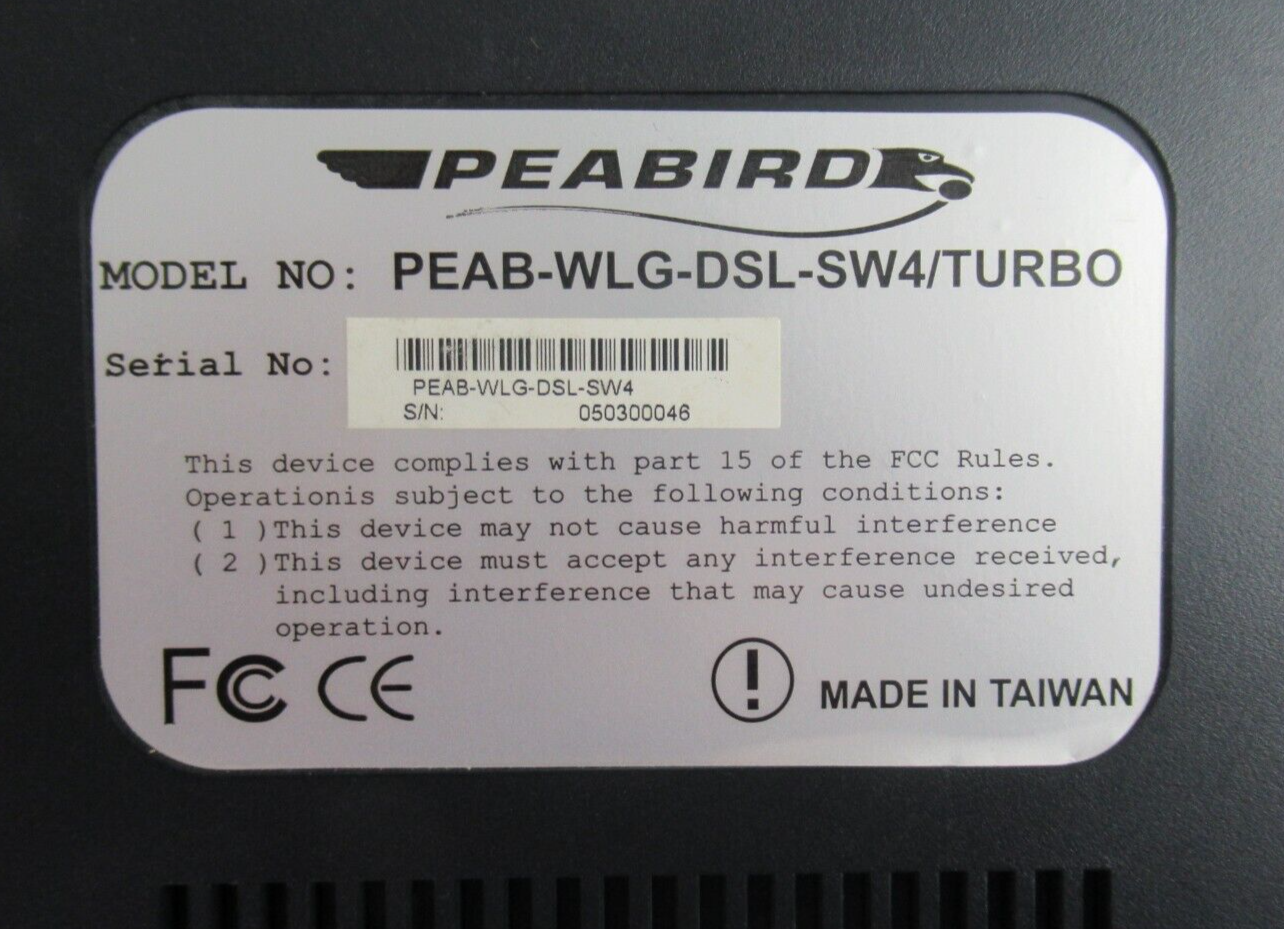 PEABIRD
MODEL NO: PEAB-WLG-DSL-SW4/TURBO
Serial No:
PEAB-WLG-DSL-SW4
S/N: 050300046
This device complies with part 15 of the FCC Rules.
Operationis subject to the following conditions:
( 1 )This device may not cause harmful interference
( 2 )This device must accept any interference received,
including interference that may cause undesired
operation.
FC CE
! MADE IN TAIWAN